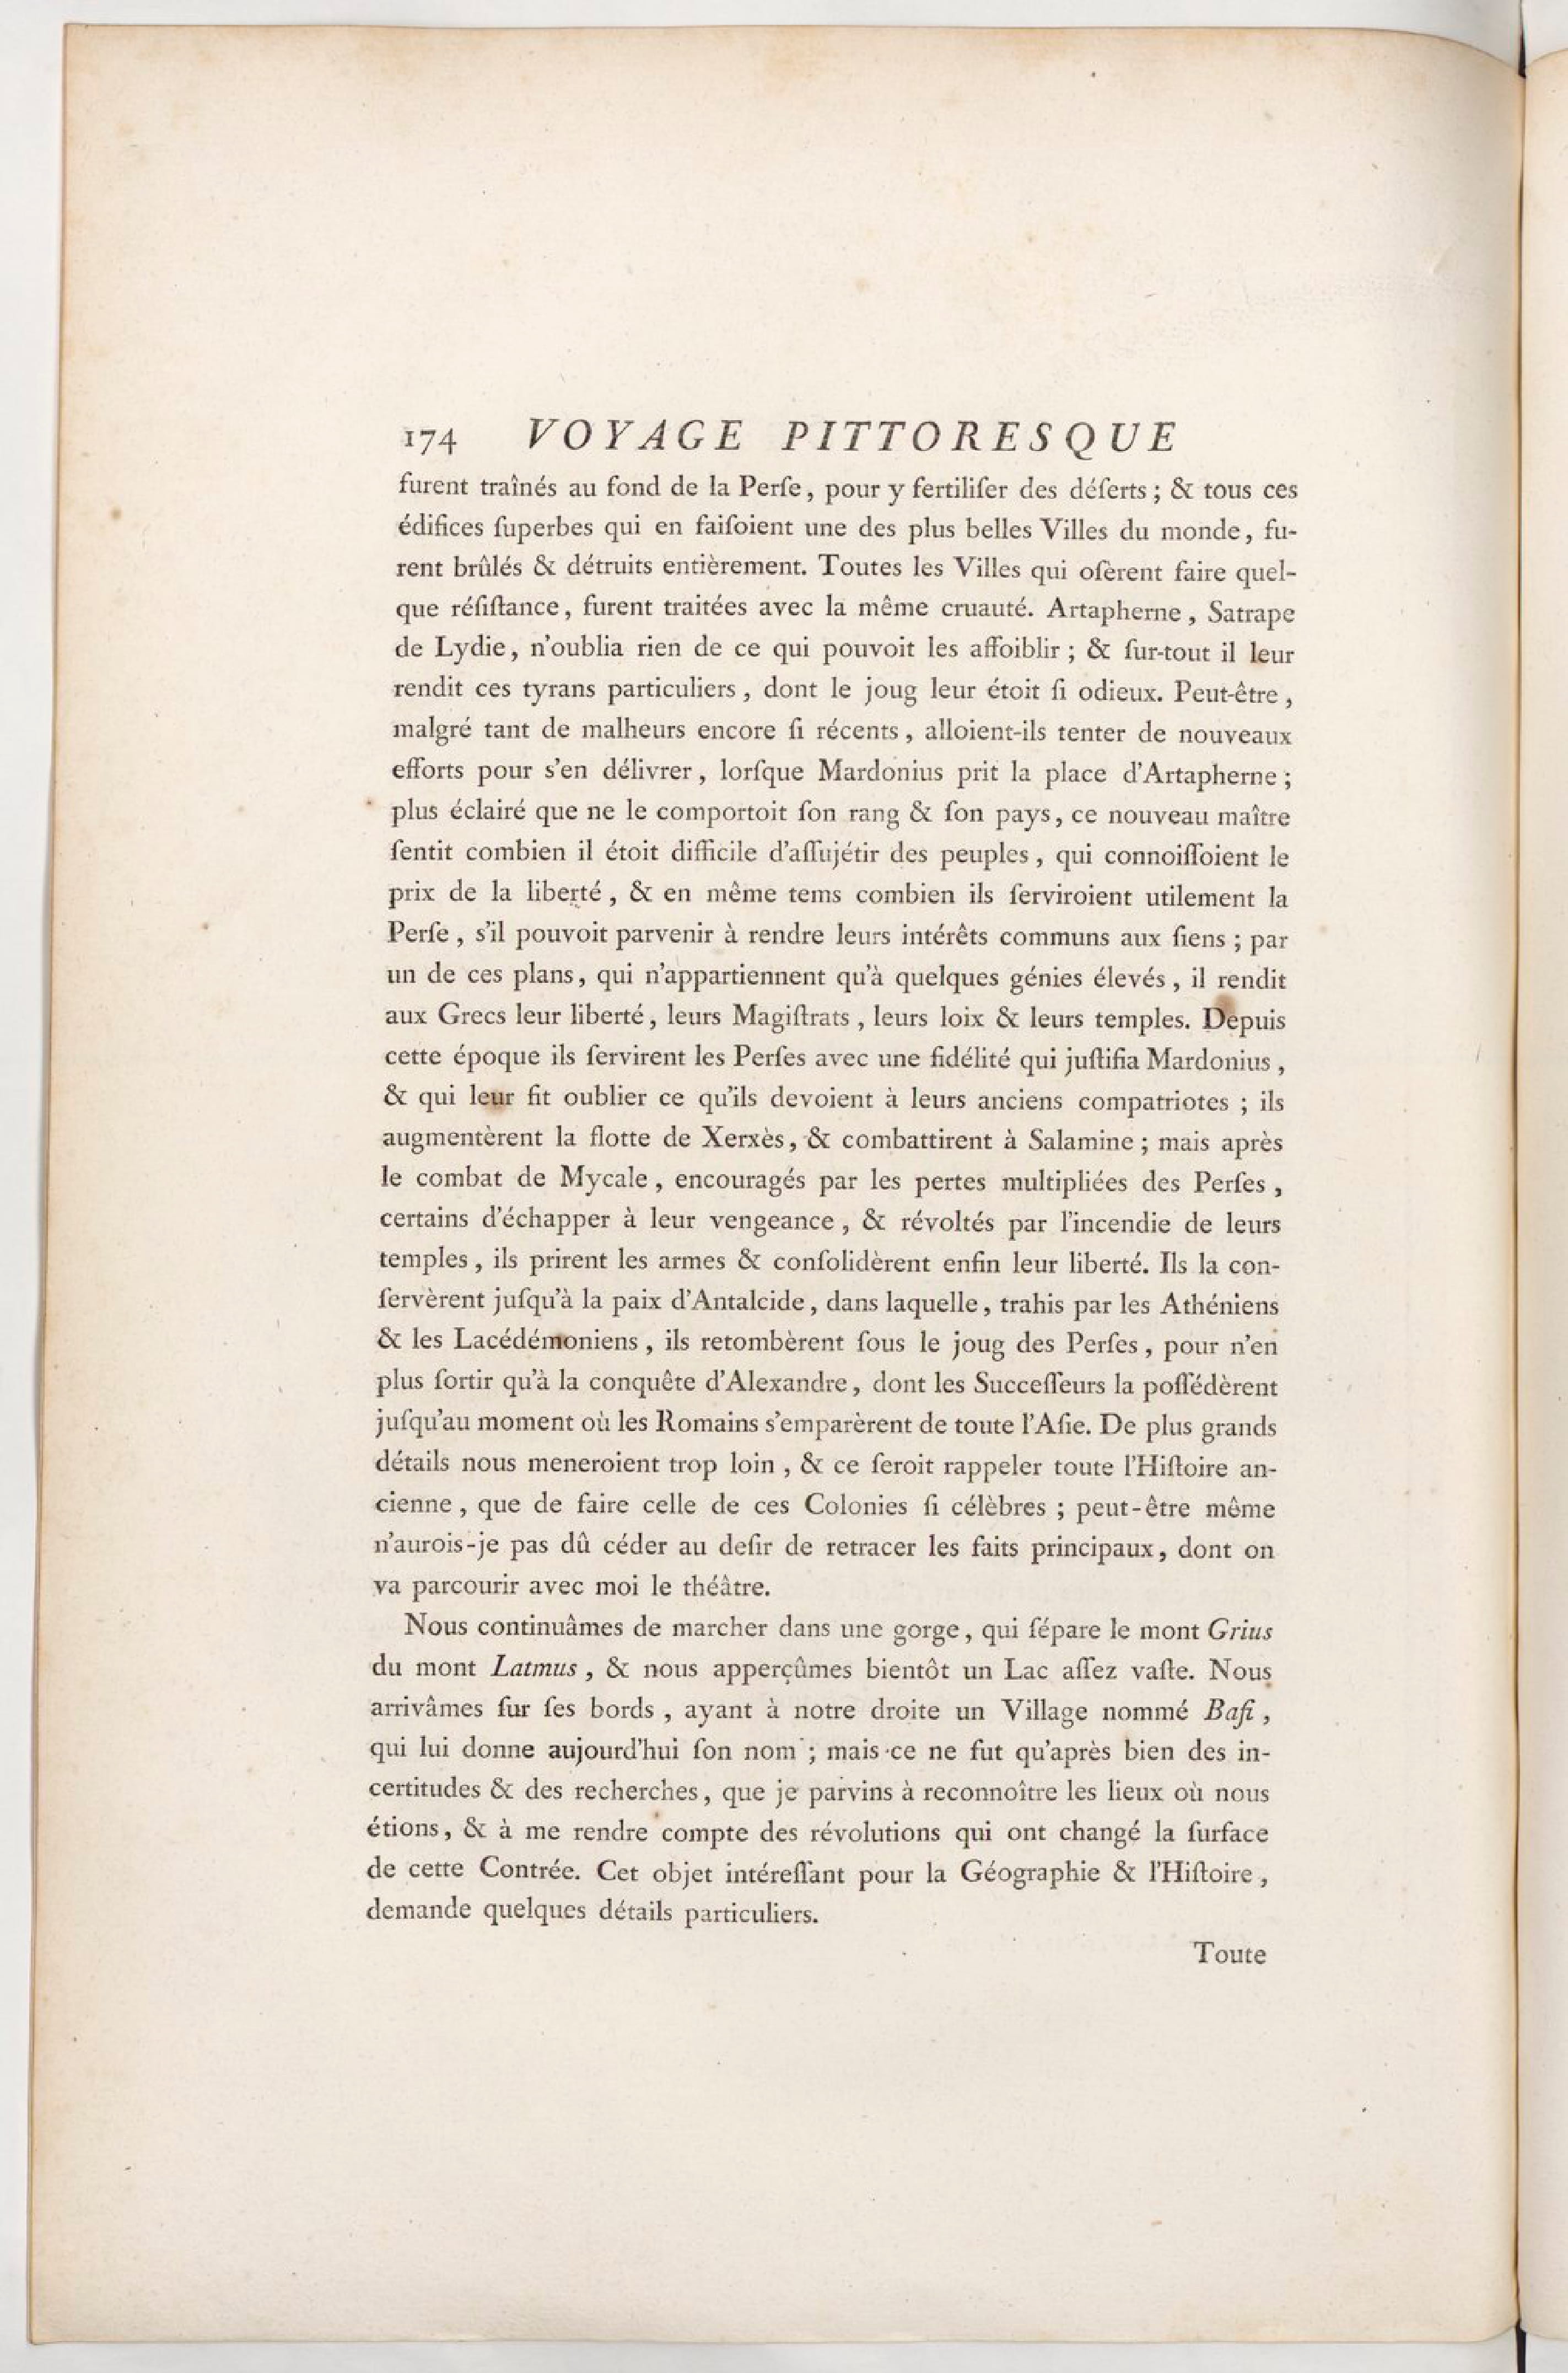 174 VOYAGE PITTORESQUE
furent traînés au fond de la Perſe, pour y fertiliſer des déſerts ; & tous ces
édifices ſuperbes qui en faiſoient une des plus belles Villes du monde, fu-
rent brûlés & détruits entièrement. Toutes les Villes qui oſèrent faire quel-
que réſiſtance, furent traitées avec la même cruauté. Artapherne, Satrape
de Lydie, n'oublia rien de ce qui pouvoit les affoiblir ; & ſur-tout il leur
rendit ces tyrans particuliers, dont le joug leur étoit ſi odieux. Peut-être,
malgré tant de malheurs encore ſi récents, alloient-ils tenter de nouveaux
efforts pour s'en délivrer, lorſque Mardonius prit la place d'Artapherne ;
plus éclairé que ne le comportoit ſon rang & ſon pays, ce nouveau maître
ſentit combien il étoit difficile d'aſſujétir des peuples, qui connoiſſoient le
prix de la liberté, & en même tems combien ils ſerviroient utilement la
Perſe, s'il pouvoit parvenir à rendre leurs intérêts communs aux ſiens ; par
un de ces plans, qui n'appartiennent qu'à quelques génies élevés, il rendit
aux Grecs leur liberté, leurs Magiſtrats, leurs loix & leurs temples. Depuis
cette époque ils ſervirent les Perſes avec une fidélité qui juſtifia Mardonius,
& qui leur fit oublier ce qu'ils devoient à leurs anciens compatriotes ; ils
augmentèrent la flotte de Xerxès, & combattirent à Salamine ; mais après
le combat de Mycale, encouragés par les pertes multipliées des Perſes,
certains d'échapper à leur vengeance, & révoltés par l'incendie de leurs
temples, ils prirent les armes & conſolidèrent enfin leur liberté. Ils la con-
ſervèrent juſqu'à la paix d'Antalcide, dans laquelle, trahis par les Athéniens
& les Lacédémoniens, ils retombèrent ſous le joug des Perſes, pour n'en
plus ſortir qu'à la conquête d'Alexandre, dont les Succeſſeurs la poſſédèrent
juſqu'au moment où les Romains s'emparèrent de toute l'Aſie. De plus grands
détails nous meneroient trop loin, & ce ſeroit rappeler toute l'Hiſtoire an-
cienne, que de faire celle de ces Colonies ſi célèbres ; peut-être même
n'aurois-je pas dû céder au deſir de retracer les faits principaux, dont on
va parcourir avec moi le théâtre.
Nous continuâmes de marcher dans une gorge, qui ſépare le mont Grius
du mont Latmus, & nous apperçûmes bientôt un Lac aſſez vaſte. Nous
arrivâmes ſur ſes bords, ayant à notre droite un Village nommé Baſi,
qui lui donne aujourd'hui ſon nom ; mais ce ne fut qu'après bien des in-
certitudes & des recherches, que je parvins à reconnoître les lieux où nous
étions, & à me rendre compte des révolutions qui ont changé la ſurface
de cette Contrée. Cet objet intéreſſant pour la Géographie & l'Hiſtoire,
demande quelques détails particuliers.
Toute